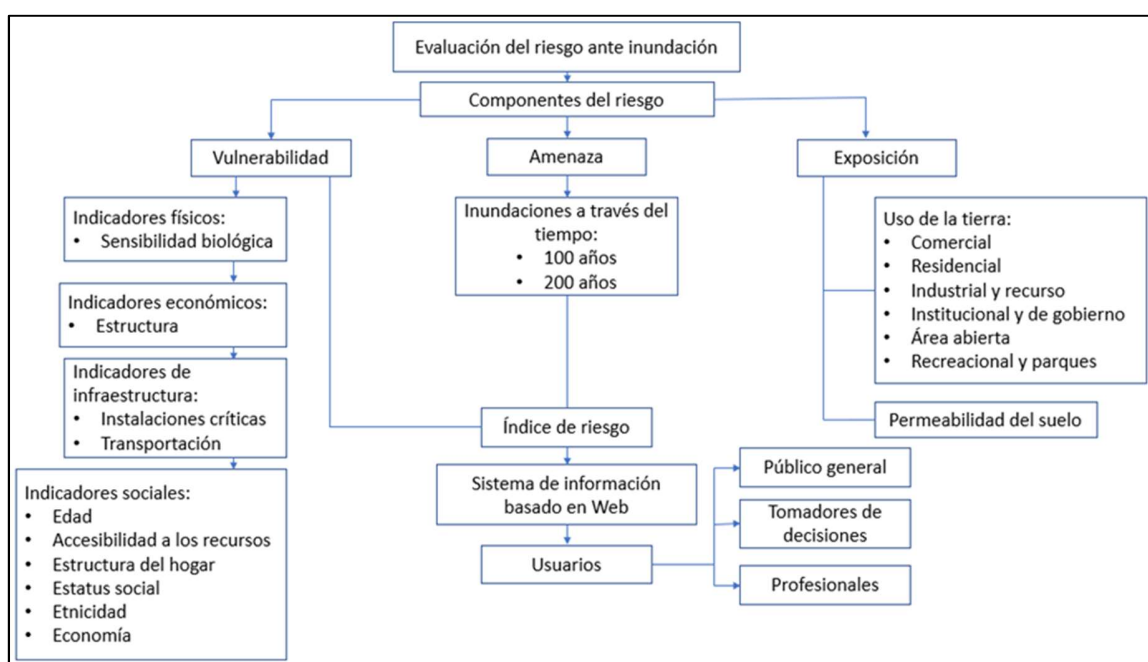 Evaluación del riesgo ante inundación
Componentes del riesgo
Vulnerabilidad
Amenaza
Exposición
Indicadores físicos:
• Sensibilidad biológica
Indicadores económicos:
• Estructura
Indicadores de
infraestructura:
• Instalaciones críticas
• Transportación
Indicadores sociales:
• Edad
• Accesibilidad a los recursos
• Estructura del hogar
• Estatus social
• Etnicidad
• Economía
Inundaciones a través del
tiempo:
• 100 años
• 200 años
Índice de riesgo
Sistema de información
basado en Web
Usuarios
Público general
Tomadores de
decisiones
Profesionales
Uso de la tierra:
• Comercial
• Residencial
• Industrial y recurso
• Institucional y de gobierno
• Área abierta
• Recreacional y parques
Permeabilidad del suelo